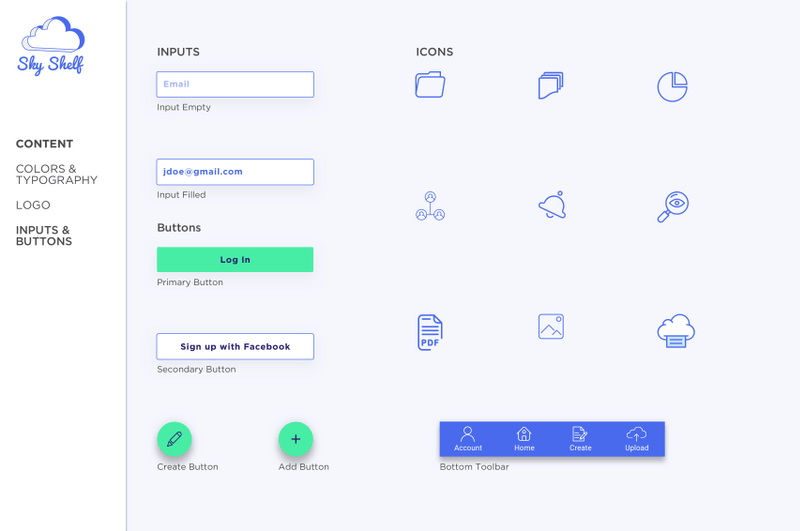 Sky Shelf
CONTENT
COLORS &
TYPOGRAPHY
LOGO
INPUTS &
BUTTONS
INPUTS
Email
Input Empty
jdoe@gmail.com
Input Filled
Buttons
Log In
Primary Button
Sign up with Facebook
Secondary Button
Create Button
Add Button
ICONS
PDF
Account
Home
Create
Upload
Bottom Toolbar